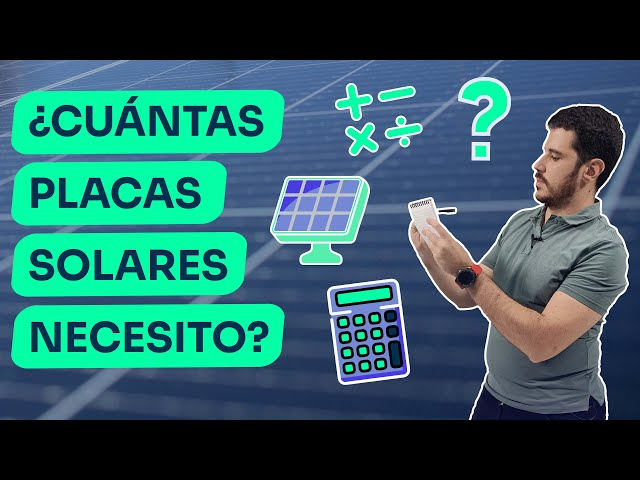 ¿CUÁNTAS
PLACAS
SOLARES
NECESITO?
+ −
× ÷
?